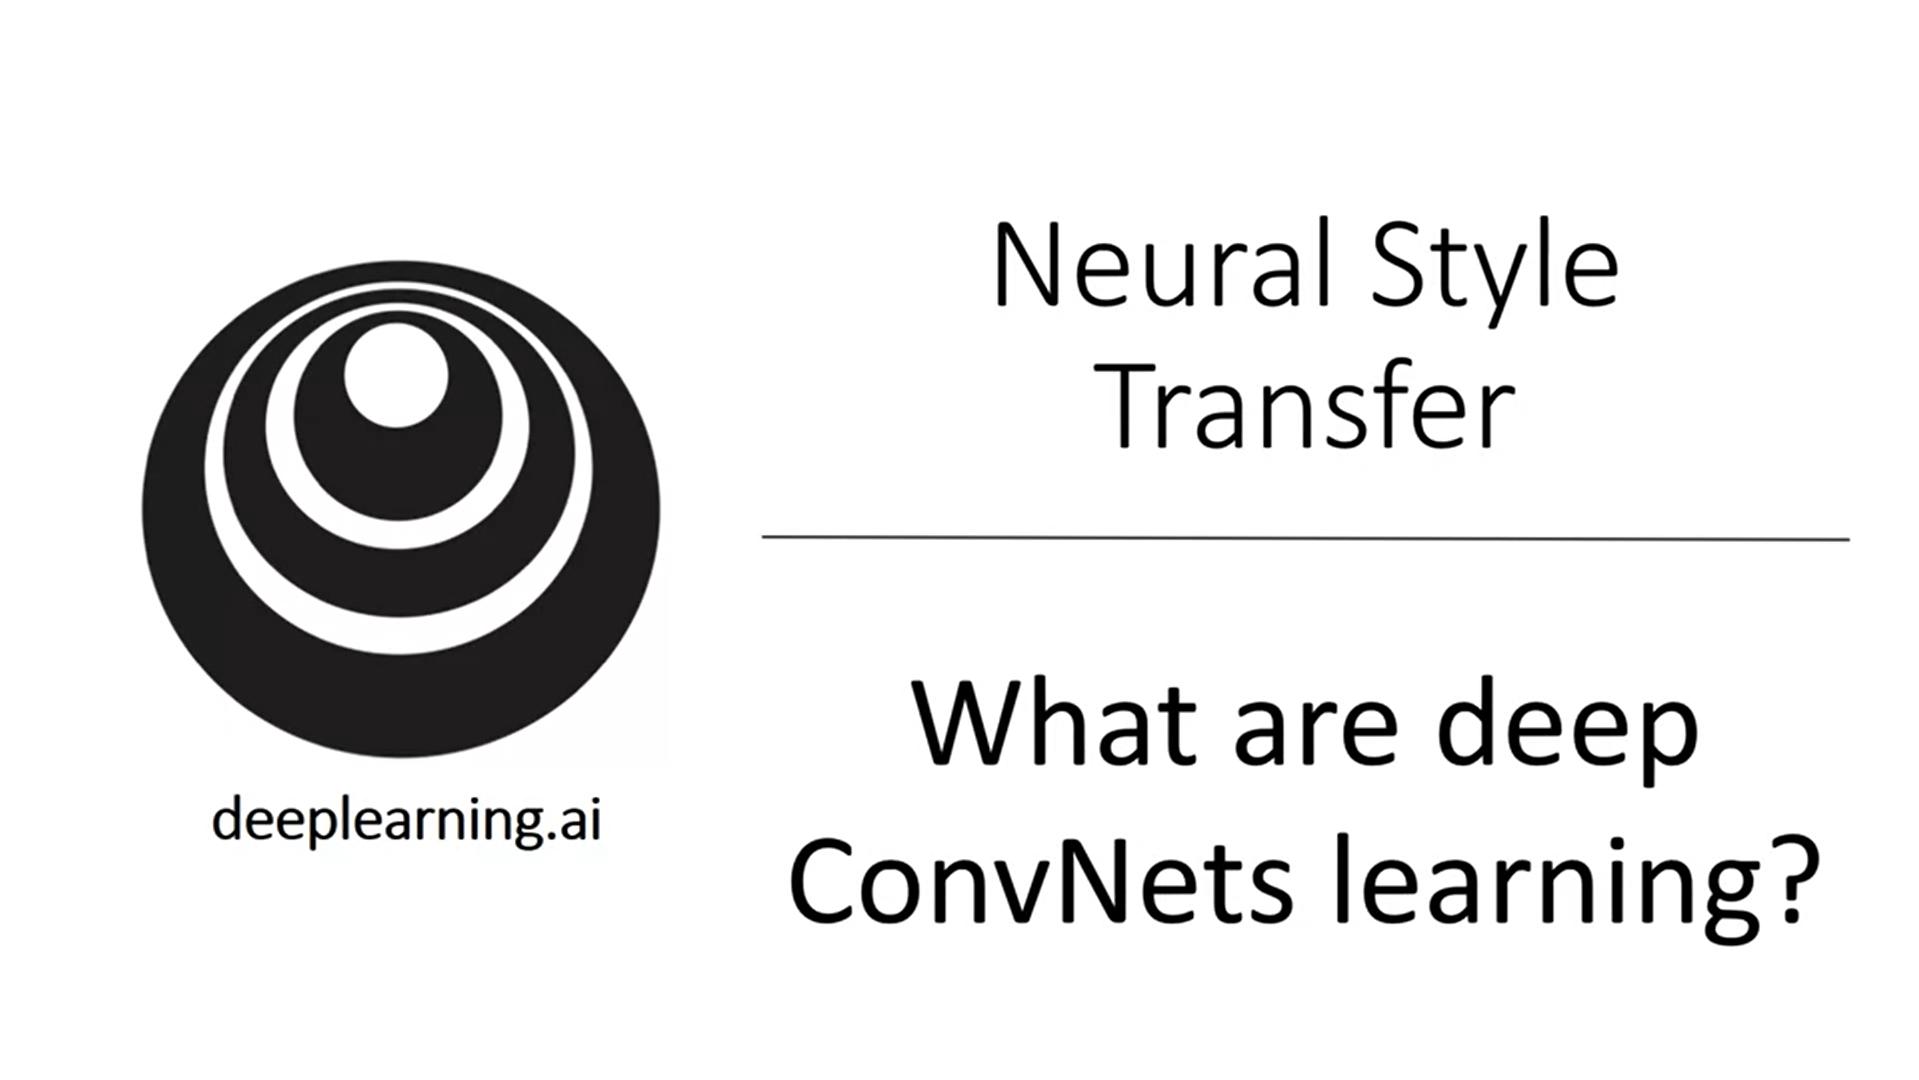 Neural Style
Transfer
What are deep
ConvNets learning?
deeplearning.ai